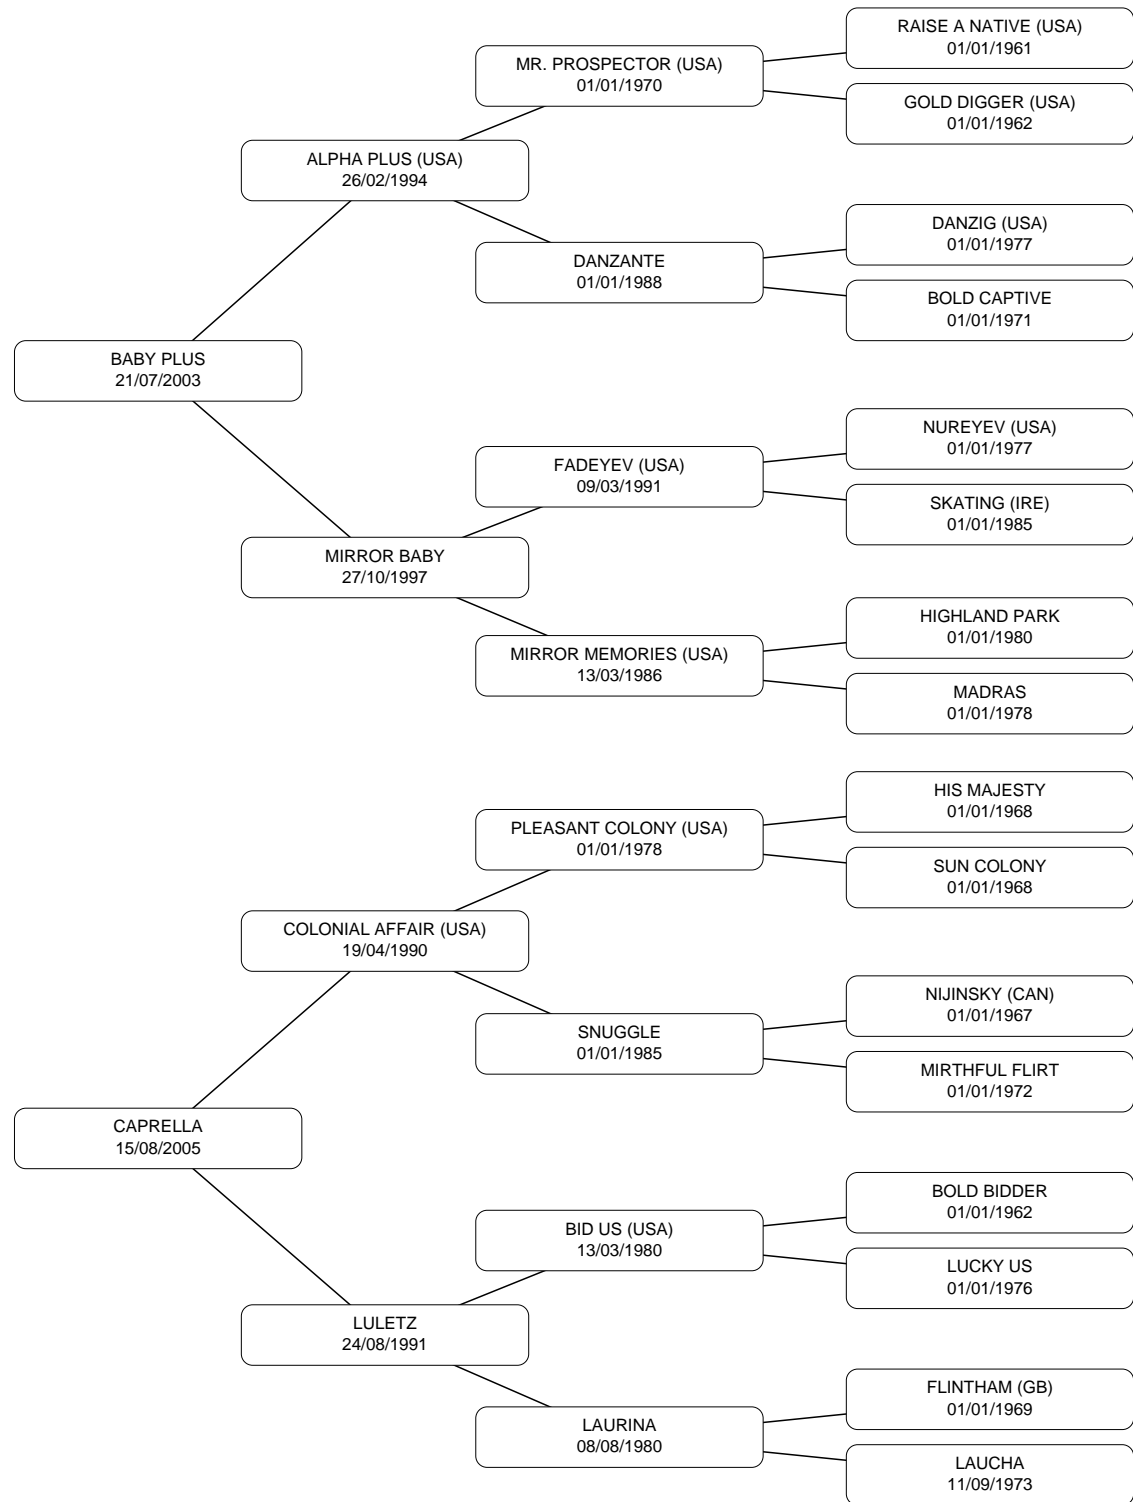 RAISE A NATIVE (USA)
01/01/1961
MR. PROSPECTOR (USA)
01/01/1970
GOLD DIGGER (USA)
01/01/1962
ALPHA PLUS (USA)
26/02/1994
DANZIG (USA)
01/01/1977
DANZANTE
01/01/1988
BOLD CAPTIVE
01/01/1971
BABY PLUS
21/07/2003
NUREYEV (USA)
01/01/1977
FADEYEV (USA)
09/03/1991
SKATING (IRE)
01/01/1985
MIRROR BABY
27/10/1997
HIGHLAND PARK
01/01/1980
MIRROR MEMORIES (USA)
13/03/1986
MADRAS
01/01/1978
HIS MAJESTY
01/01/1968
PLEASANT COLONY (USA)
01/01/1978
SUN COLONY
01/01/1968
COLONIAL AFFAIR (USA)
19/04/1990
NIJINSKY (CAN)
01/01/1967
SNUGGLE
01/01/1985
MIRTHFUL FLIRT
01/01/1972
CAPRELLA
15/08/2005
BOLD BIDDER
01/01/1962
BID US (USA)
13/03/1980
LUCKY US
01/01/1976
LULETZ
24/08/1991
FLINTHAM (GB)
01/01/1969
LAURINA
08/08/1980
LAUCHA
11/09/1973